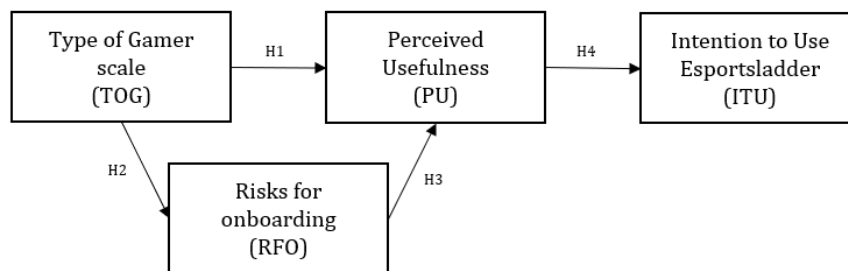 Type of Gamer
scale
(TOG)
H1
Perceived
Usefulness
(PU)
H4
Intention to Use
Esportsladder
(ITU)
H2
Risks for
onboarding
(RFO)
H3